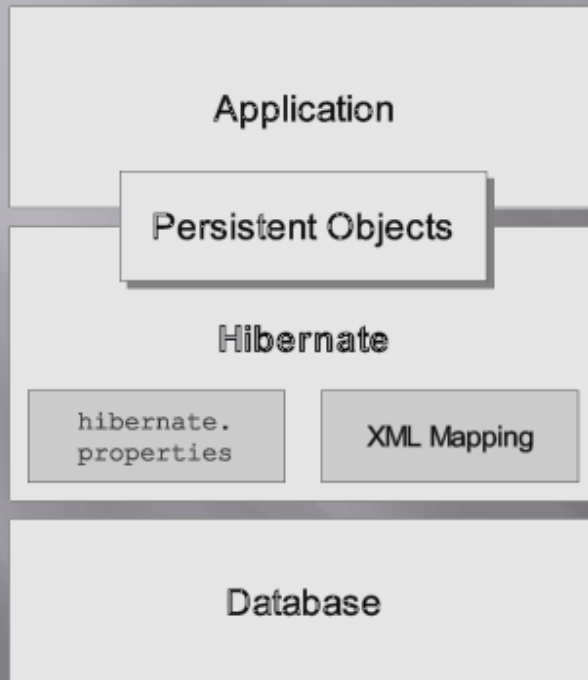 Application
Persistent Objects
Hibernate
hibernate.
properties
XML Mapping
Database